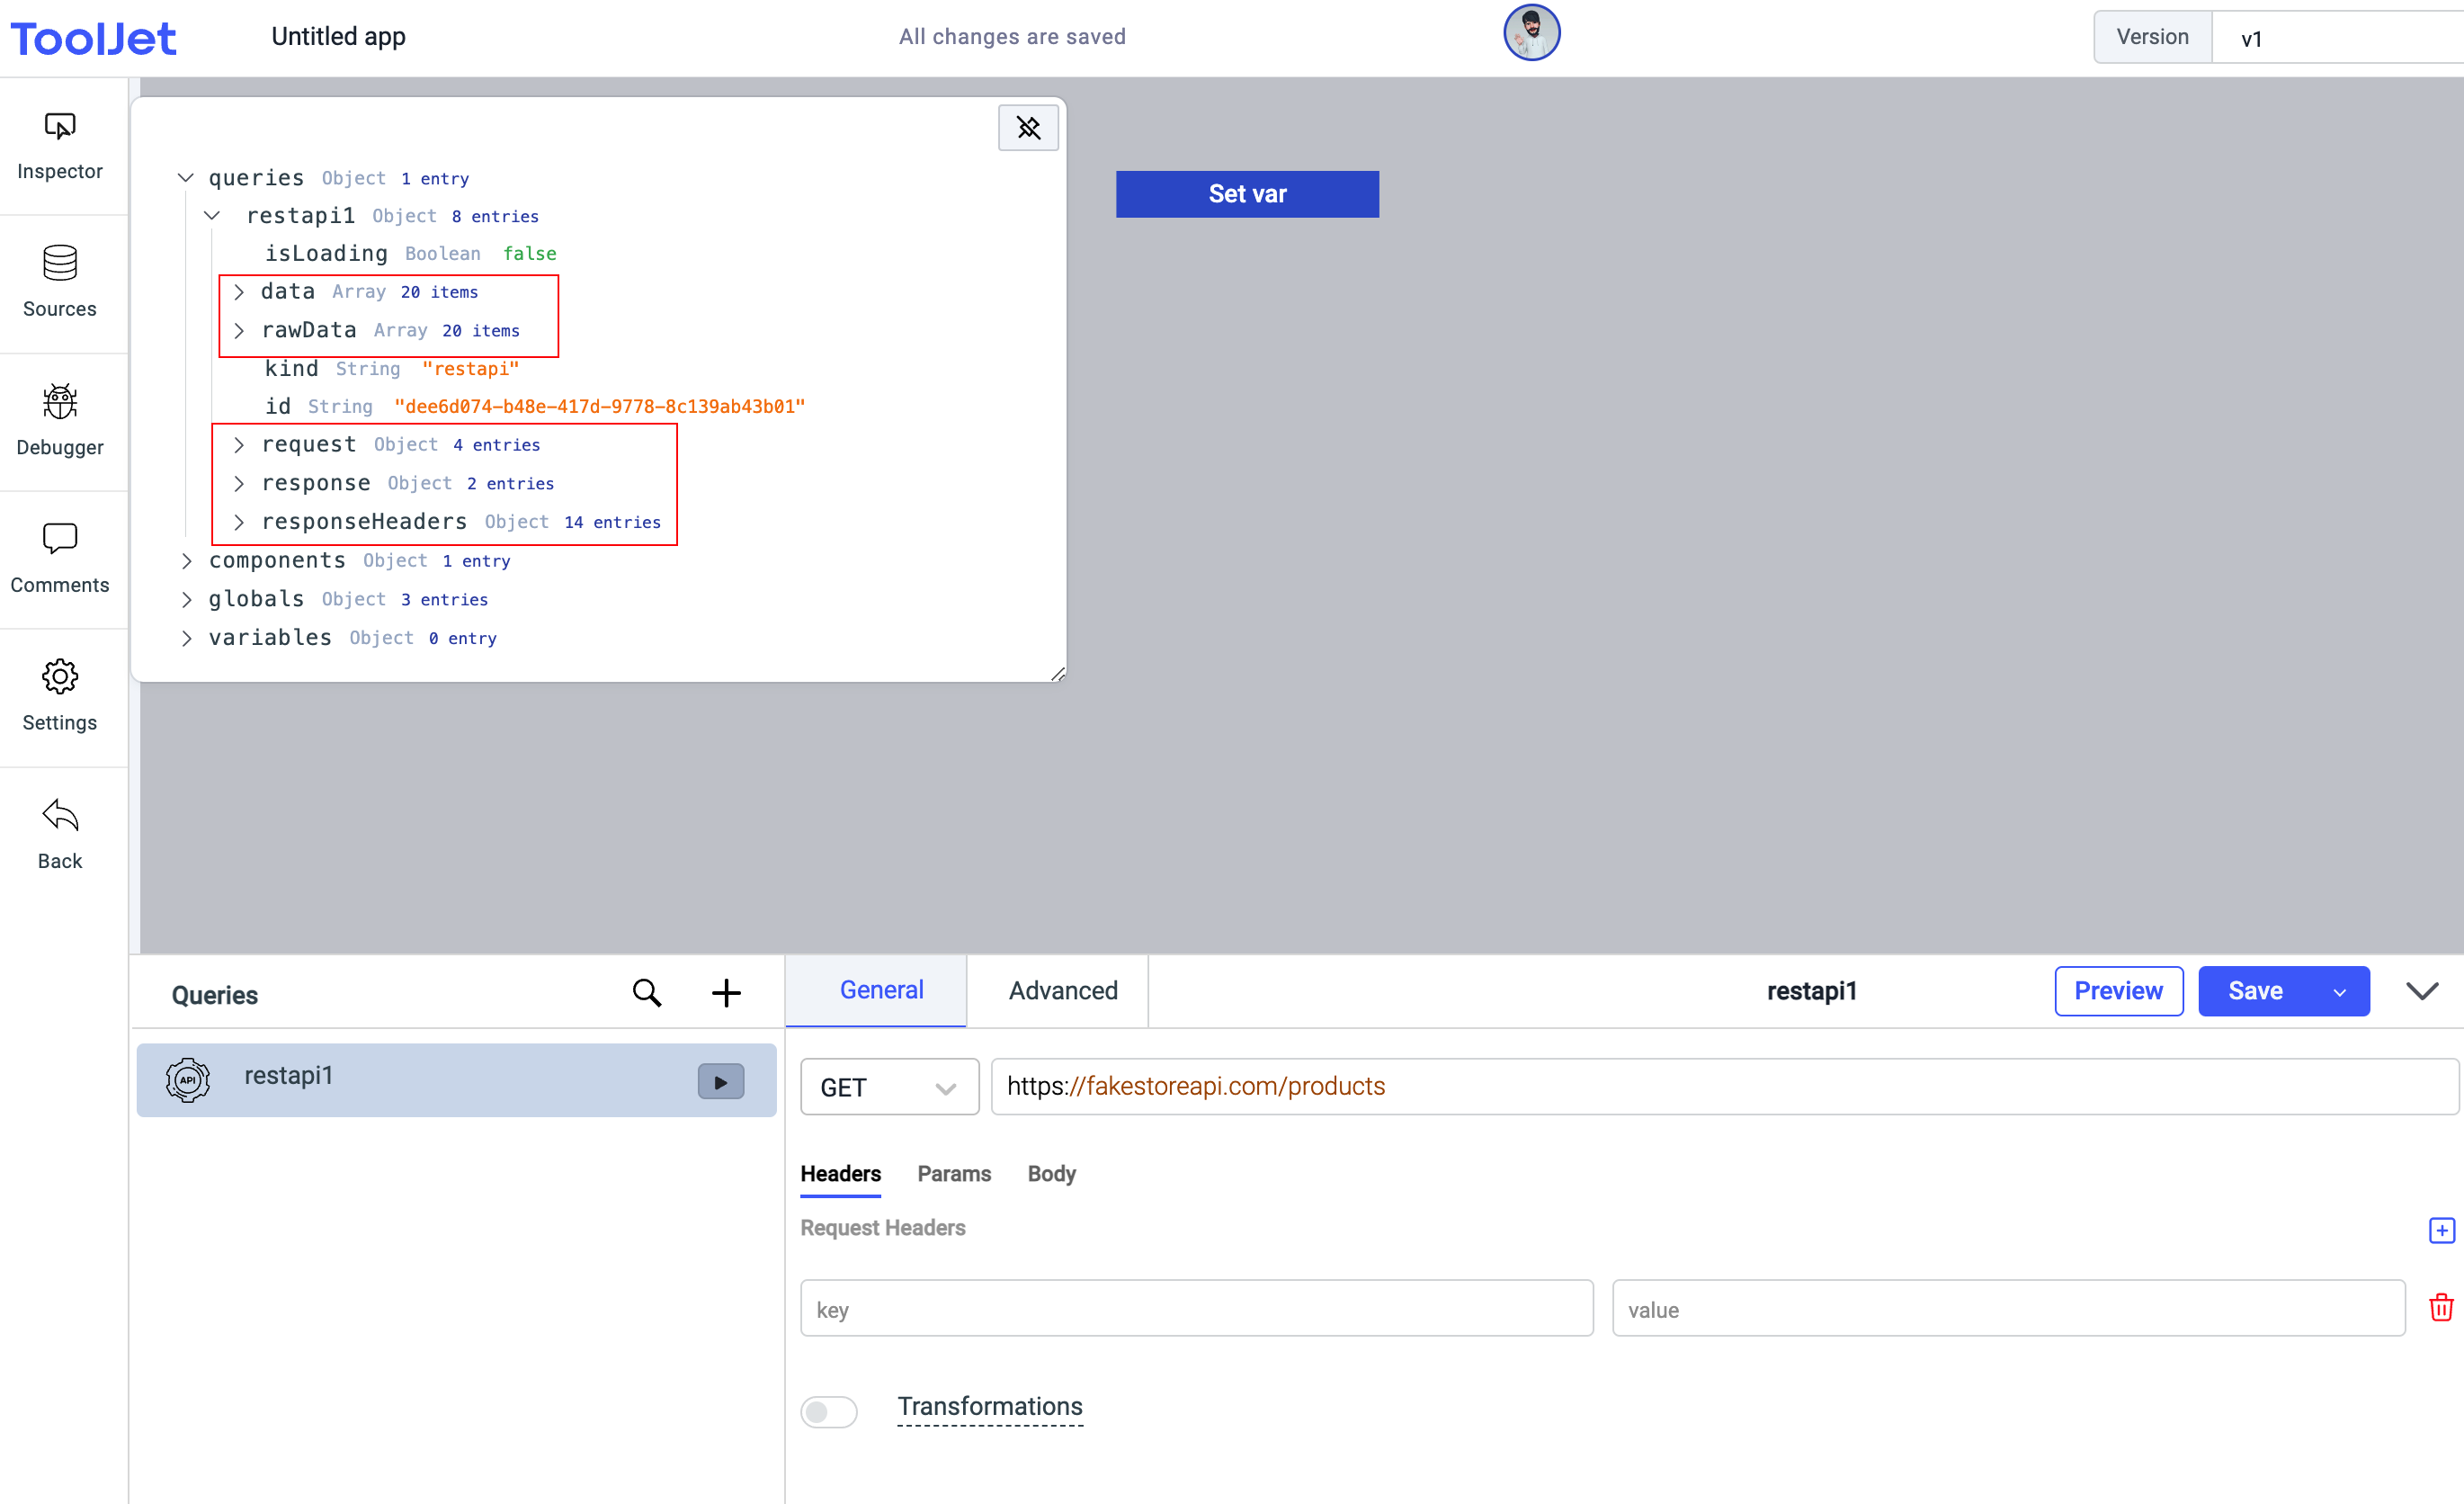 ToolJet
Untitled app
All changes are saved
Version
v1
Inspector
Sources
Debugger
Comments
Settings
Back
queries Object 1 entry
restapi1 Object 8 entries
isLoading Boolean false
data Array 20 items
rawData Array 20 items
kind String "restapi"
id String "dee6d074-b48e-417d-9778-8c139ab43b01"
request Object 4 entries
response Object 2 entries
responseHeaders Object 14 entries
components Object 1 entry
globals Object 3 entries
variables Object 0 entry
Set var
Queries
API restapi1
General
Advanced
restapi1
Preview
Save
GET
https://fakestoreapi.com/products
Headers Params Body
Request Headers
key
value
Transformations